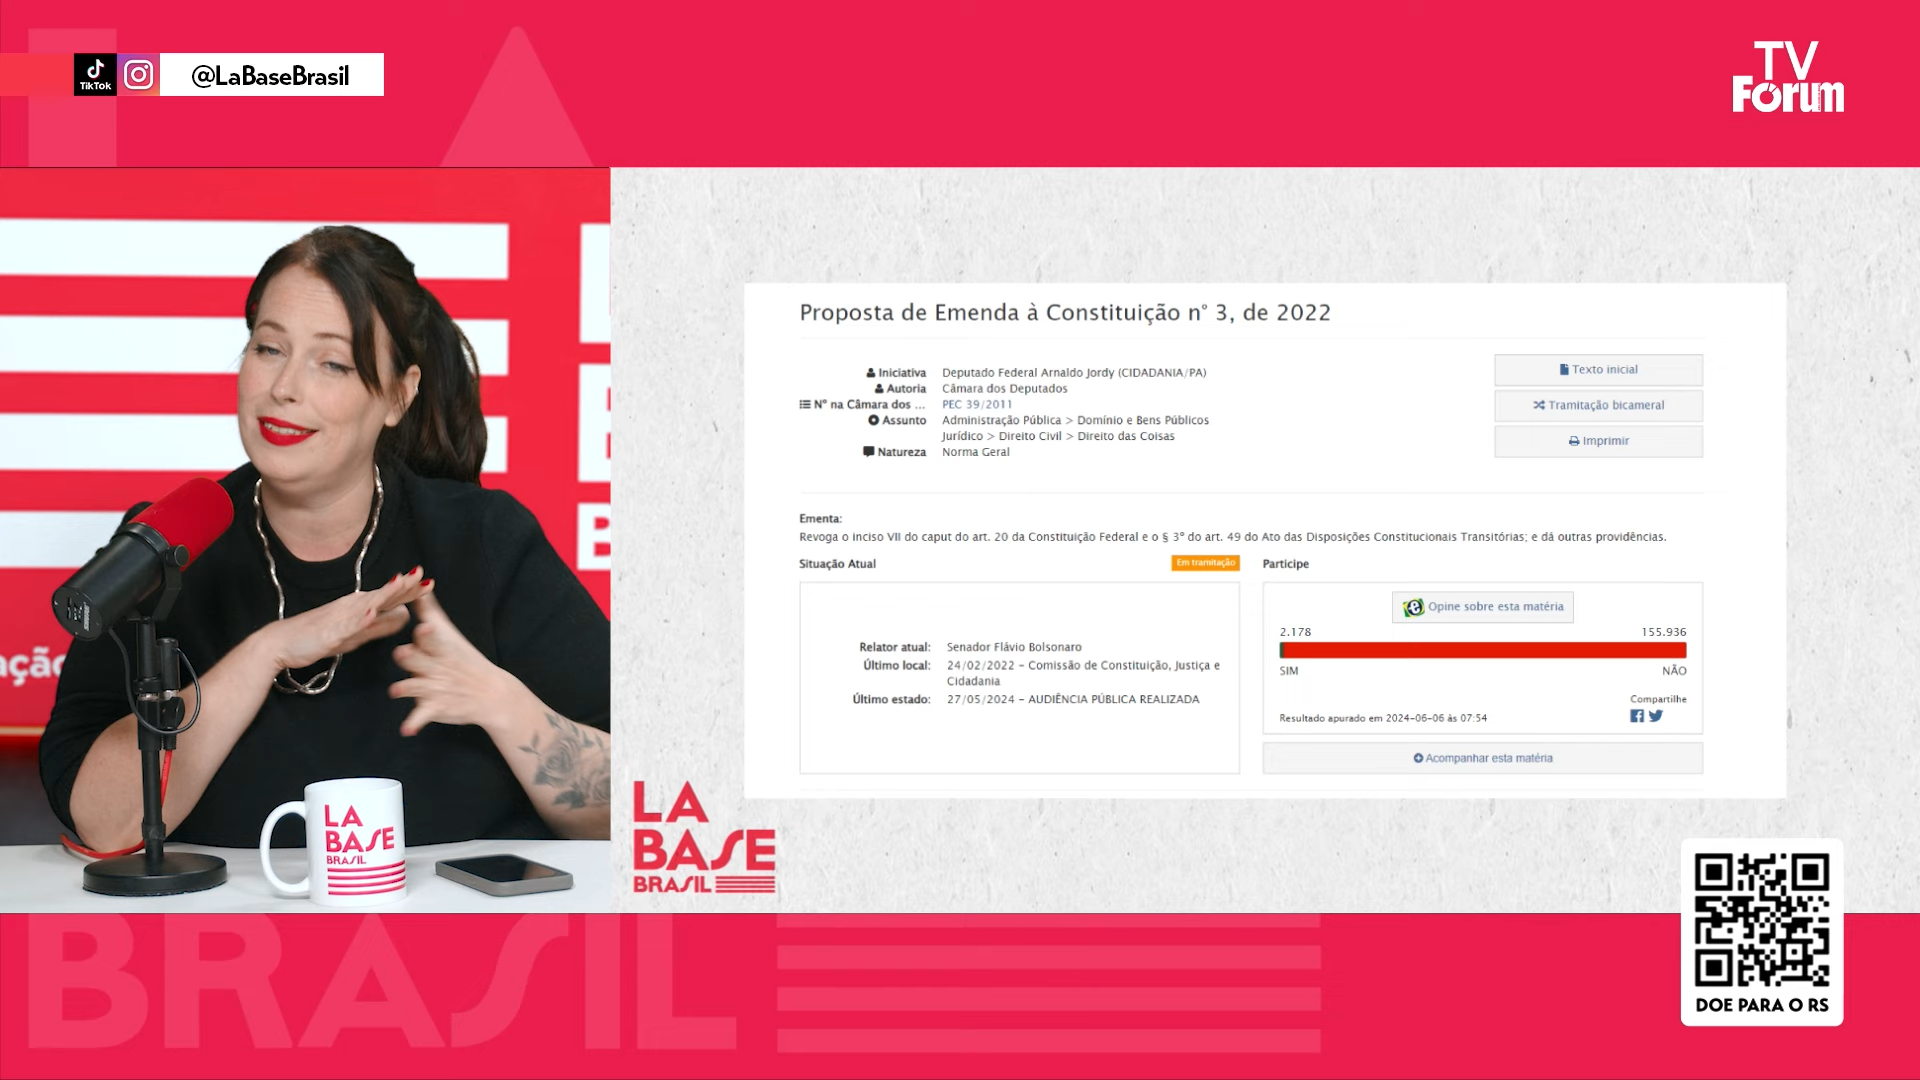 TikTok
@LaBaseBrasil
TV
Fórum
ação
B
Proposta de Emenda à Constituição n° 3, de 2022
Iniciativa Deputado Federal Arnaldo Jordy (CIDADANIA/PA)
Autoria Câmara dos Deputados
Nº na Câmara dos ... PEC 39/2011
Assunto Administração Pública > Domínio e Bens Públicos
Jurídico > Direito Civil > Direito das Coisas
Natureza Norma Geral
Texto inicial
Tramitação bicameral
Imprimir
Ementa:
Revoga o inciso VII do caput do art. 20 da Constituição Federal e o § 3º do art. 49 do Ato das Disposições Constitucionais Transitórias; e dá outras providências.
Situação Atual Em tramitação
Relator atual: Senador Flávio Bolsonaro
Último local: 24/02/2022 - Comissão de Constituição, Justiça e
Cidadania
Último estado: 27/05/2024 - AUDIÊNCIA PÚBLICA REALIZADA
Participe
Opine sobre esta matéria
2.178 155.936
SIM NÃO
Compartilhe
Resultado apurado em 2024-06-06 às 07:54
Acompanhar esta matéria
LA
BASE
BRASIL
LA
BASE
BRASIL
BRASIL
DOE PARA O RS